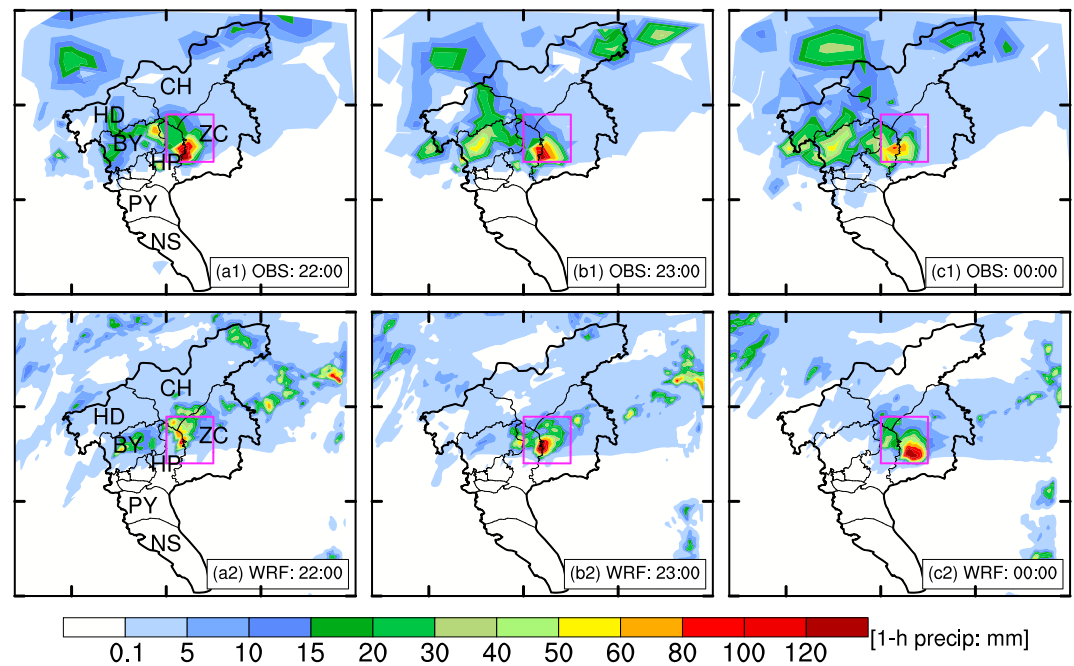 CH
HD
ZC
BY
HP
PY
NS
(a1) OBS: 22:00
(b1) OBS: 23:00
(c1) OBS: 00:00
CH
HD
ZC
BY
HP
PY
NS
(a2) WRF: 22:00
(b2) WRF: 23:00
(c2) WRF: 00:00
0.1 5 10 15 20 30 40 50 60 80 100 120 [1-h precip: mm]